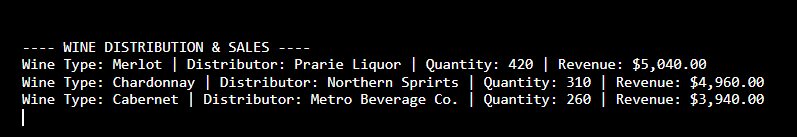 ---- WINE DISTRIBUTION & SALES ----
Wine Type: Merlot | Distributor: Prarie Liquor | Quantity: 420 | Revenue: $5,040.00
Wine Type: Chardonnay | Distributor: Northern Sprirts | Quantity: 310 | Revenue: $4,960.00
Wine Type: Cabernet | Distributor: Metro Beverage Co. | Quantity: 260 | Revenue: $3,940.00